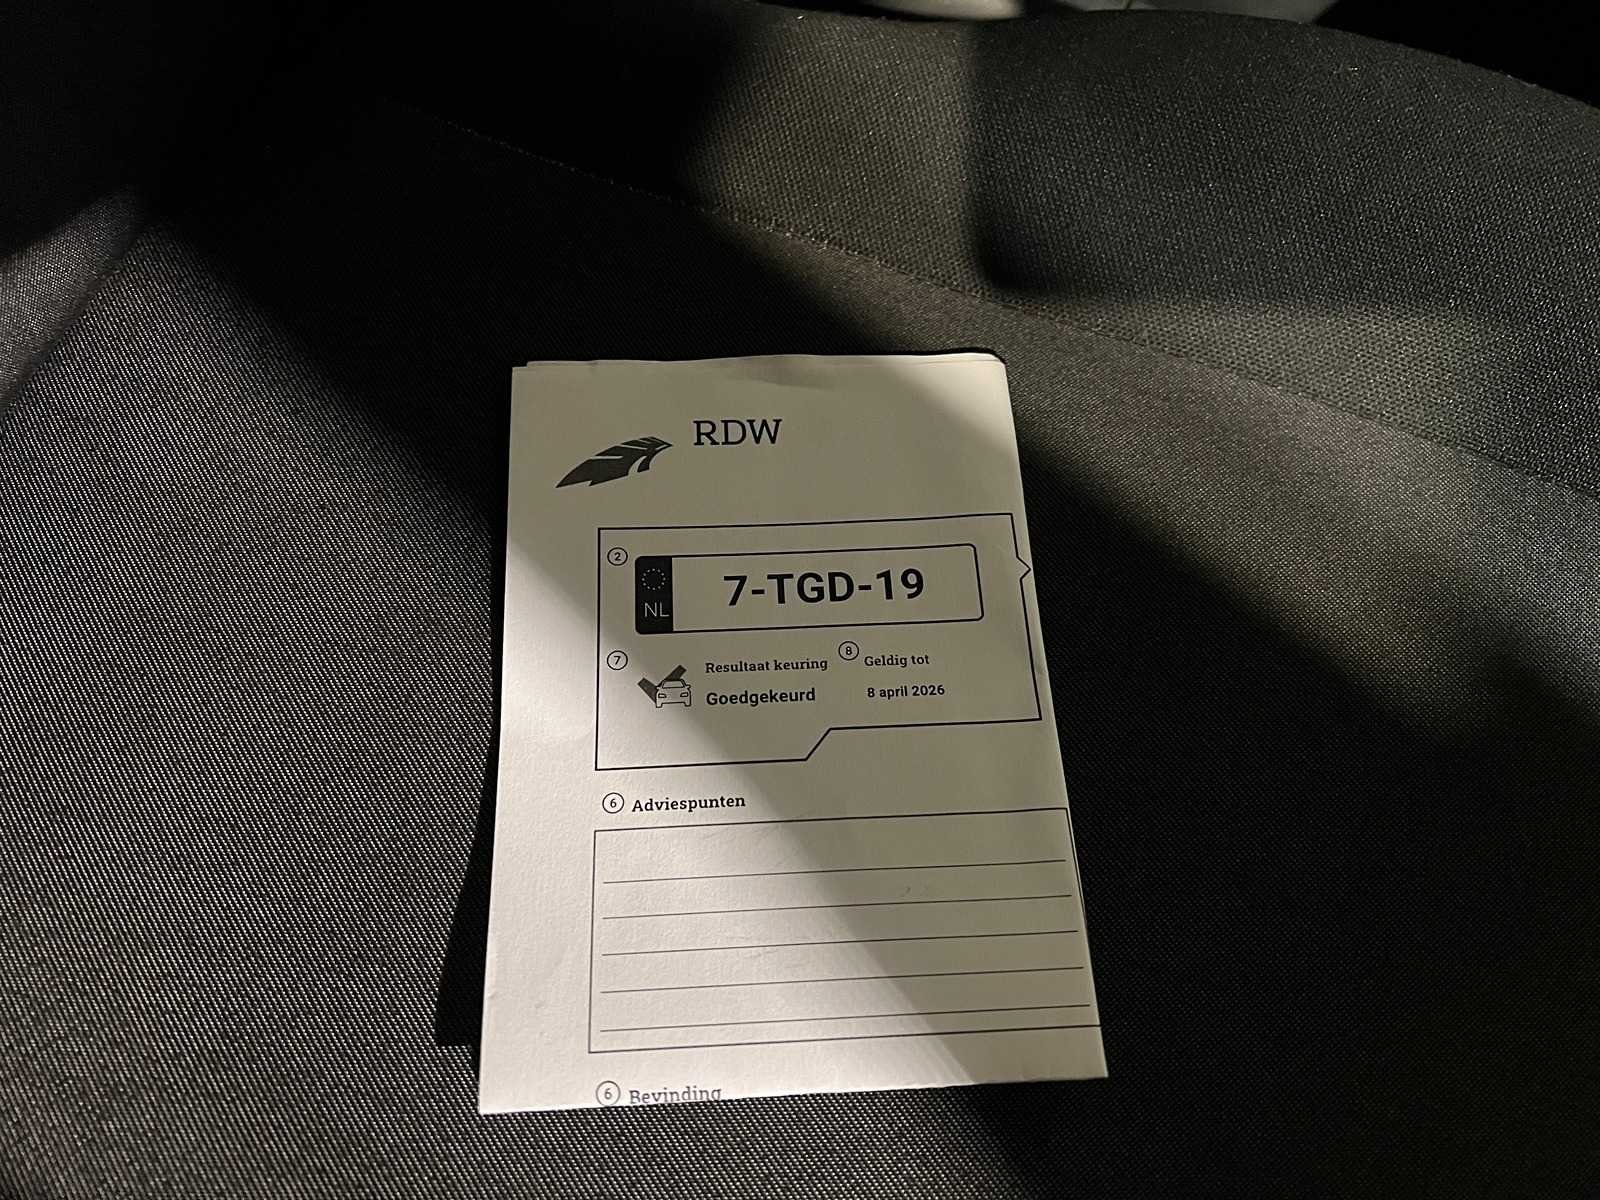 RDW
2
NL
7-TGD-19
7
Resultaat keuring
Goedgekeurd
8
Geldig tot
8 april 2026
6 Adviespunten
6 Bevinding